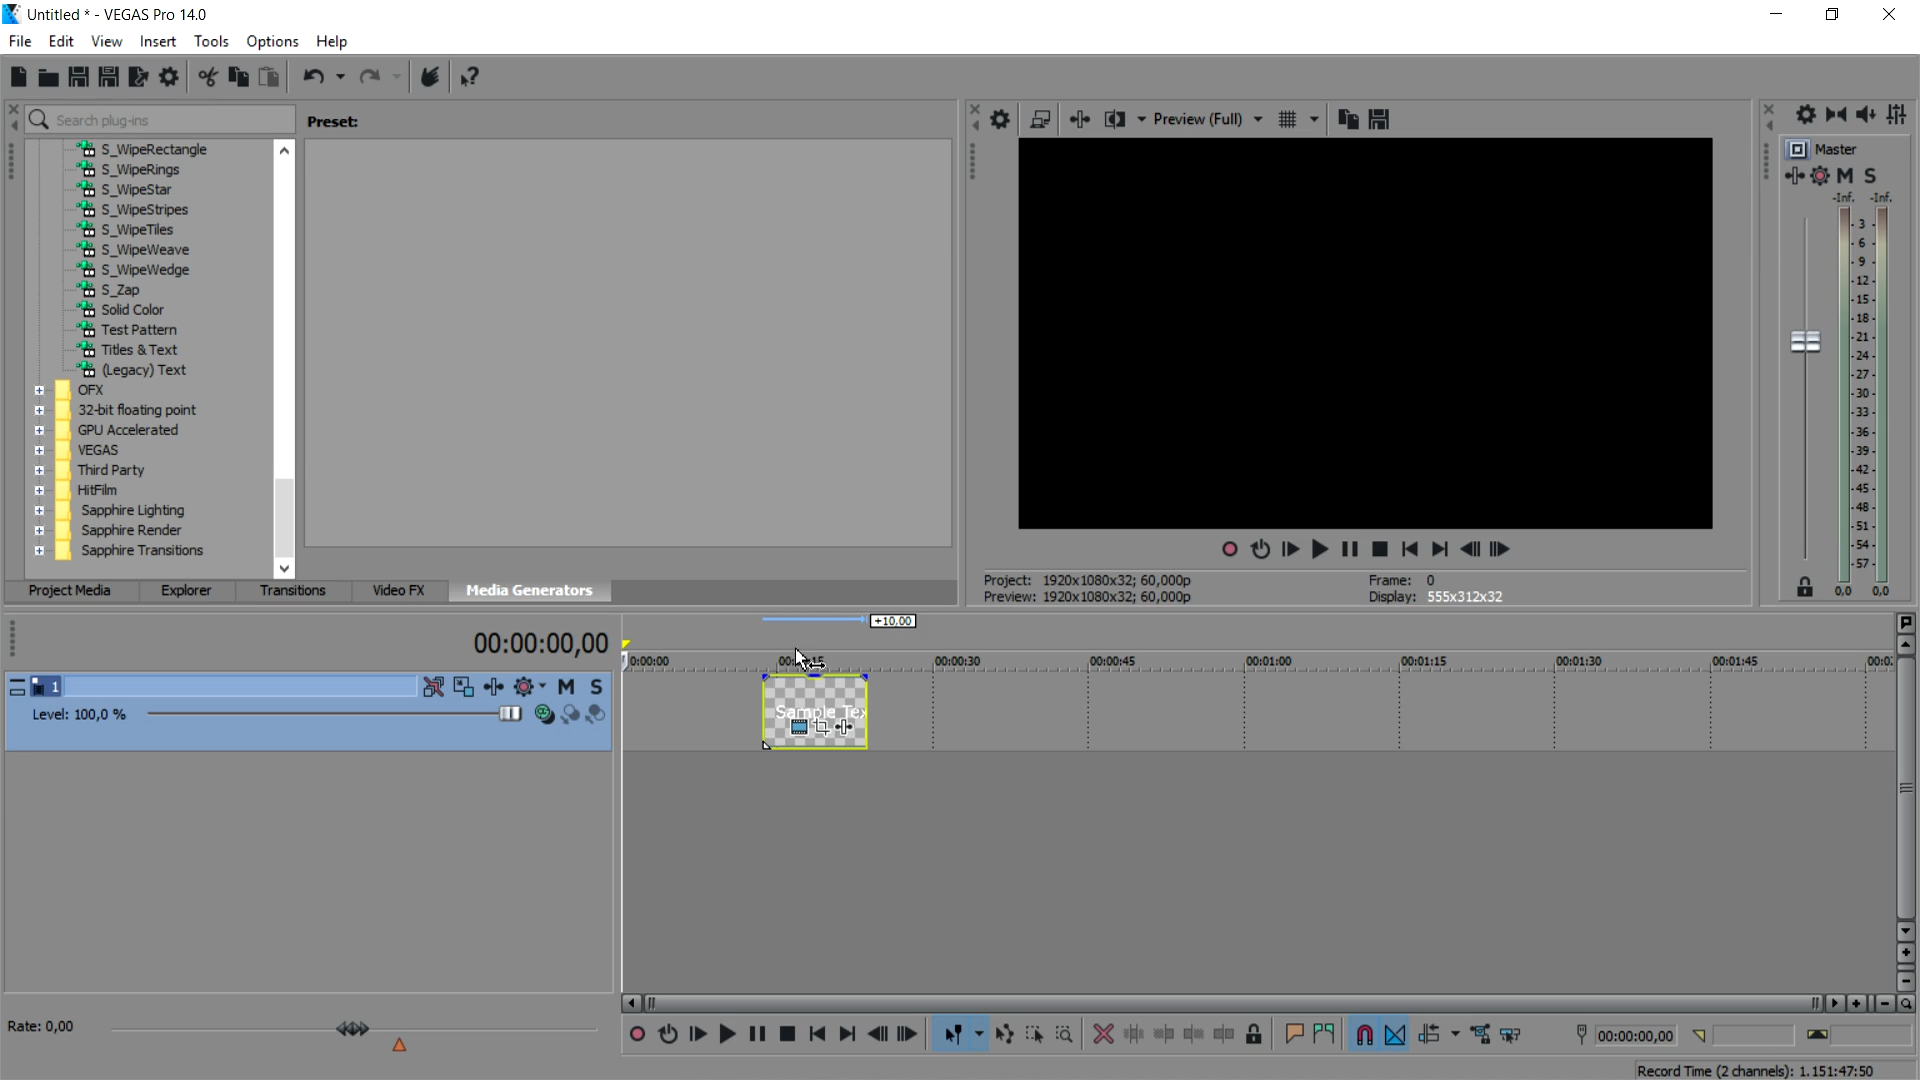 Untitled * - VEGAS Pro 14.0
File Edit View Insert Tools Options Help
Search plug-ins
Preset:
S_WipeRectangle
S_WipeRings
S_WipeStar
S_WipeStripes
S_WipeTiles
S_WipeWeave
S_WipeWedge
S_Zap
Solid Color
Test Pattern
Titles & Text
(Legacy) Text
OFX
32-bit floating point
GPU Accelerated
VEGAS
Third Party
HitFilm
Sapphire Lighting
Sapphire Render
Sapphire Transitions
Project Media Explorer Transitions Video FX Media Generators
Preview (Full)
Project: 1920x1080x32; 60,000p
Preview: 1920x1080x32; 60,000p
Frame: 0
Display: 555x312x32
Master
M S
-Inf. -Inf.
-3-
-6-
-9-
-12-
-15-
-18-
-21-
-24-
-27-
-30-
-33-
-36-
-39-
-42-
-45-
-48-
-51-
-54-
-57-
0,0 0,0
00:00:00,00
+10,00
0:00:00 00:00:30 00:00:45 00:01:00 00:01:15 00:01:30 00:01:45
1 M S
Level: 100,0 %
Sample Tex
Rate: 0,00
00:00:00,00
Record Time (2 channels): 1.151:47:50